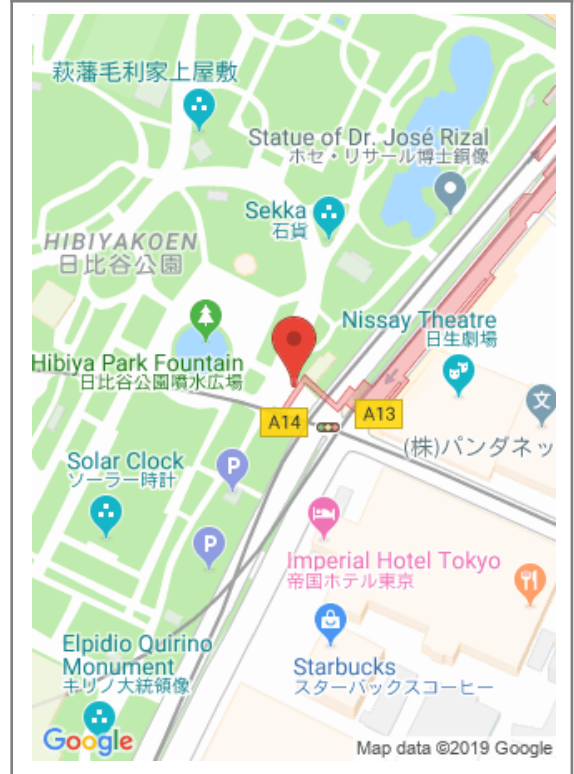 萩藩毛利家上屋敷
Statue of Dr. José Rizal
ホセ・リサール博士銅像
Sekka
石貨
HIBIYAKOEN
日比谷公園
Nissay Theatre
日生劇場
Hibiya Park Fountain
日比谷公園噴水広場
A14
A13
文
(株)パンダネッ
Solar Clock
ソーラー時計
P
P
Imperial Hotel Tokyo
帝国ホテル東京
Elpidio Quirino
Monument
キリノ大統領像
Starbucks
スターバックスコーヒー
Google
Map data ©2019 Google